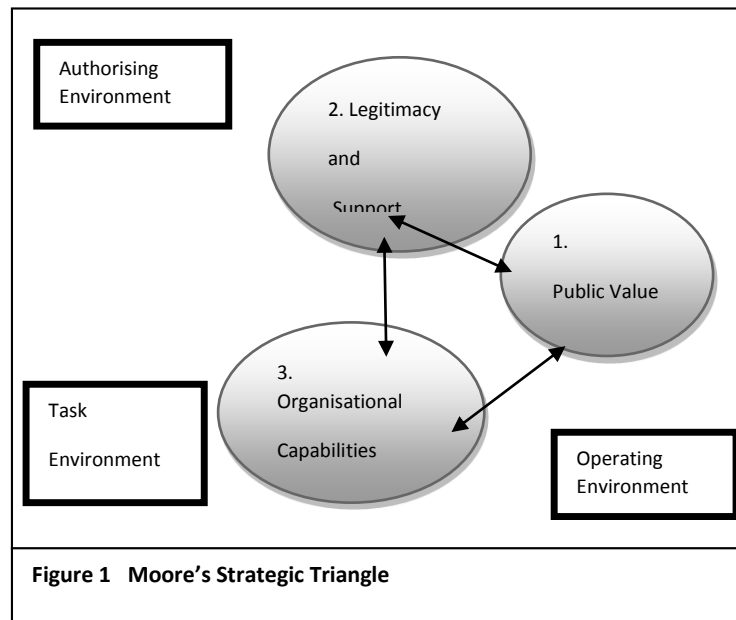 Authorising
Environment
2. Legitimacy
and
Support
1.
Public Value
3.
Organisational
Capabilities
Task
Environment
Operating
Environment
Figure 1 Moore's Strategic Triangle